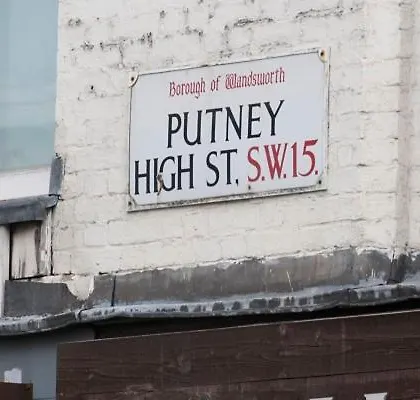 Borough of Wandsworth
PUTNEY
HIGH ST. S.W.15.